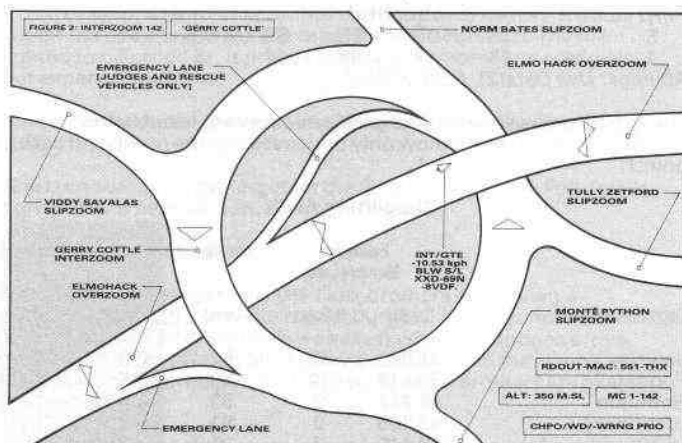 FIGURE 2: INTERZOOM 142
'GERRY COTTLE'
NORM BATES SLIPZOOM
EMERGENCY LANE
[JUDGES AND RESCUE
VEHICLES ONLY]
ELMO HACK OVERZOOM
VIDDY SAVALAS
SLIPZOOM
TULLY ZETFORD
SLIPZOOM
GERRY COTTLE
INTERZOOM
INT/GTE
-10.53 kph
BLW S/L
XXD-69N
-8VDF.
ELMOHACK
OVERZOOM
MONTÉ PYTHON
SLIPZOOM
RDOUT-MAC: 551-THX
ALT: 350 M:SL
MC 1-142
EMERGENCY LANE
CHPO/WD/-WRNG PRIO